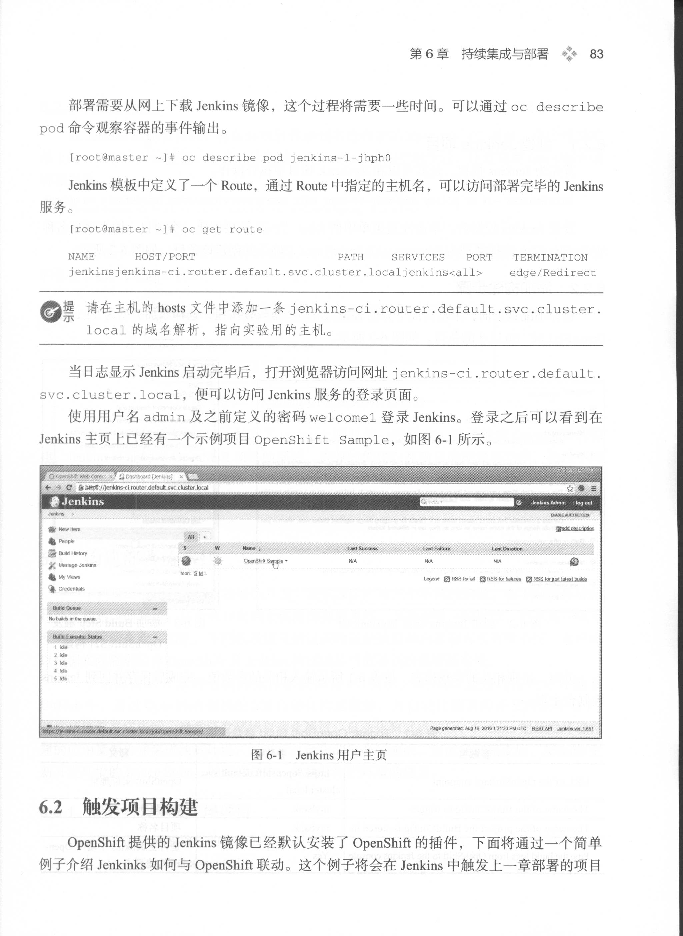 第 6 章 持续集成与部署 83
部署需要从网上下载 Jenkins 镜像，这个过程将需要一些时间。可以通过 oc describe
pod 命令观察容器的事件输出。
[root@master ~]# oc describe pod jenkins-1-jhph0
Jenkins 模板中定义了一个 Route，通过 Route 中指定的主机名，可以访问部署完毕的 Jenkins
服务。
[root@master ~]# oc get route
NAME HOST/PORT PATH SERVICES PORT TERMINATION
jenkinsjenkins-ci.router.default.svc.cluster.localjenkins<all> edge/Redirect
提示 请在主机的 hosts 文件中添加一条 jenkins-ci.router.default.svc.cluster.
local 的域名解析，指向实验用的主机。
当日志显示 Jenkins 启动完毕后，打开浏览器访问网址 jenkins-ci.router.default.
svc.cluster.local，便可以访问 Jenkins 服务的登录页面。
使用用户名 admin 及之前定义的密码 welcome1 登录 Jenkins。登录之后可以看到在
Jenkins 主页上已经有一个示例项目 OpenShift Sample，如图 6-1 所示。
Dashboard [Jenkins]
https://jenkins-ci.router.default.svc.cluster.local
Jenkins
Jenkins Admin log out
Jenkins
New Item
People
Build History
Manage Jenkins
My Views
Credentials
add description
All +
S W Name Last Success Last Failure Last Duration
OpenShift Sample N/A N/A N/A
Icon: S M
Legend RSS for all RSS for failures RSS for just latest builds
Build Queue
No builds in the queue.
Build Executor Status
1 Idle
2 Idle
3 Idle
4 Idle
5 Idle
REST API
图 6-1 Jenkins 用户主页
6.2 触发项目构建
OpenShift 提供的 Jenkins 镜像已经默认安装了 OpenShift 的插件，下面将通过一个简单
例子介绍 Jenkinks 如何与 OpenShift 联动。这个例子将会在 Jenkins 中触发上一章部署的项目